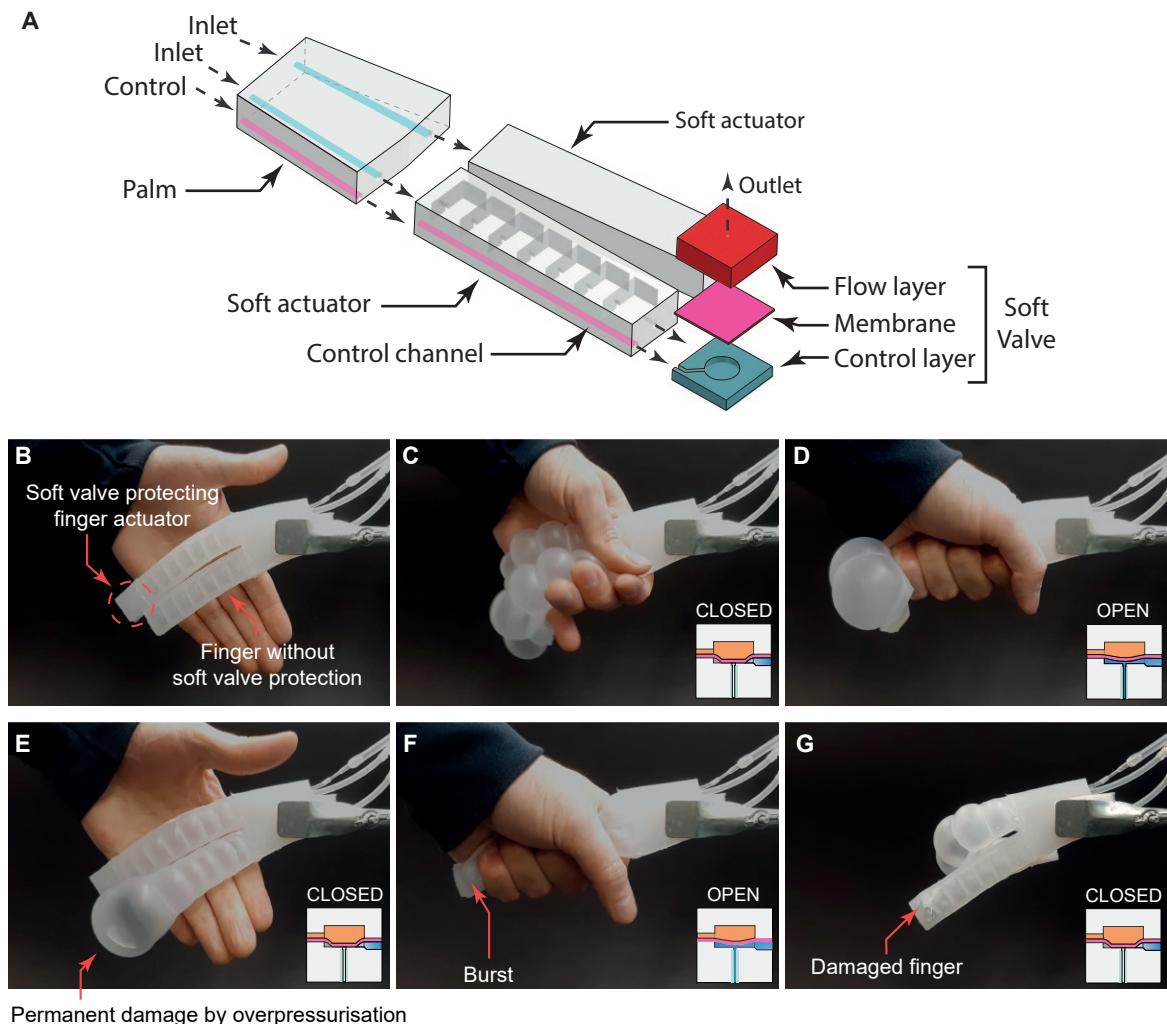 A
Inlet
Inlet
Control
Palm
Soft actuator
Outlet
Flow layer
Membrane
Control layer
Soft
Valve
Soft actuator
Control channel
B
Soft valve protecting
finger actuator
Finger without
soft valve protection
C
CLOSED
D
OPEN
E
CLOSED
Permanent damage by overpressurisation
F
OPEN
Burst
G
CLOSED
Damaged finger